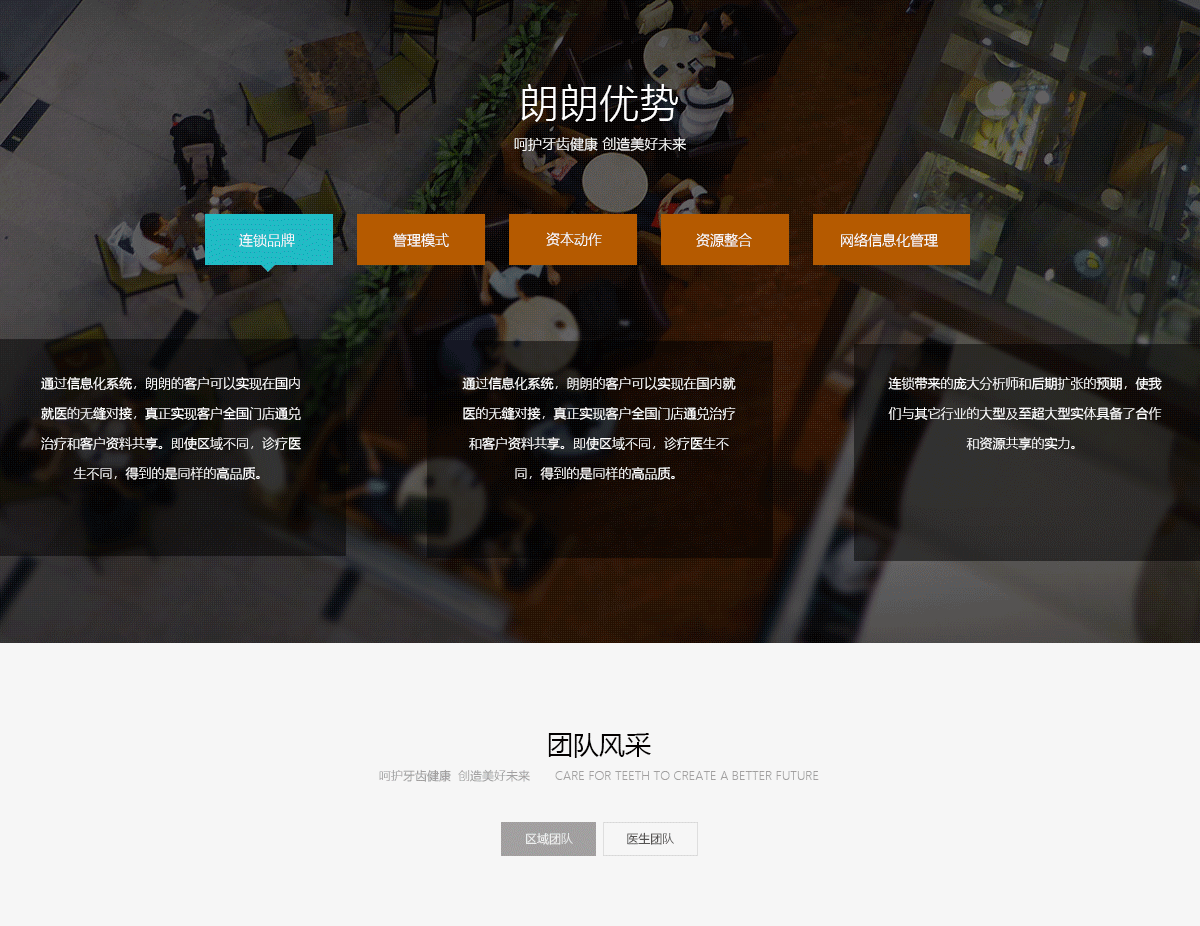 朗朗优势
呵护牙齿健康 创造美好未来
连锁品牌
管理模式
资本动作
资源整合
网络信息化管理
通过信息化系统，朗朗的客户可以实现在国内
就医的无缝对接，真正实现客户全国门店通兑
治疗和客户资料共享。即使区域不同，诊疗医
生不同，得到的是同样的高品质。
通过信息化系统，朗朗的客户可以实现在国内就
医的无缝对接，真正实现客户全国门店通兑治疗
和客户资料共享。即使区域不同，诊疗医生不
同，得到的是同样的高品质。
连锁带来的庞大分析师和后期扩张的预期，使我
们与其它行业的大型及至超大型实体具备了合作
和资源共享的实力。
团队风采
呵护牙齿健康 创造美好未来 CARE FOR TEETH TO CREATE A BETTER FUTURE
区域团队
医生团队